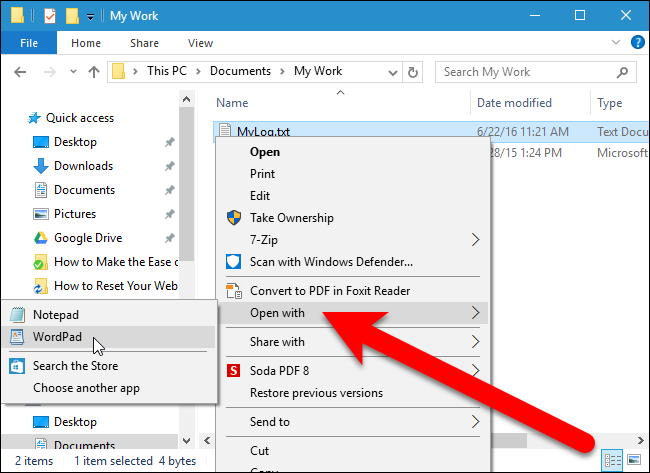 My Work
File
Home
Share
View
This PC > Documents > My Work
Search My Work
Name
Date modified
Type
Quick access
Desktop
Downloads
Documents
Pictures
Google Drive
How to Make the Ease o
How to Reset Your Web
Desktop
Documents
MyLog.txt
6/22/16 11:21 AM
Text Docu
28/15 1:24 PM
Microsoft
Open
Print
Edit
Take Ownership
7-Zip
Scan with Windows Defender...
Convert to PDF in Foxit Reader
Open with
Share with
S Soda PDF 8
Restore previous versions
Send to
Cut
Copy
Notepad
WordPad
Search the Store
Choose another app
2 items
1 item selected 4 bytes